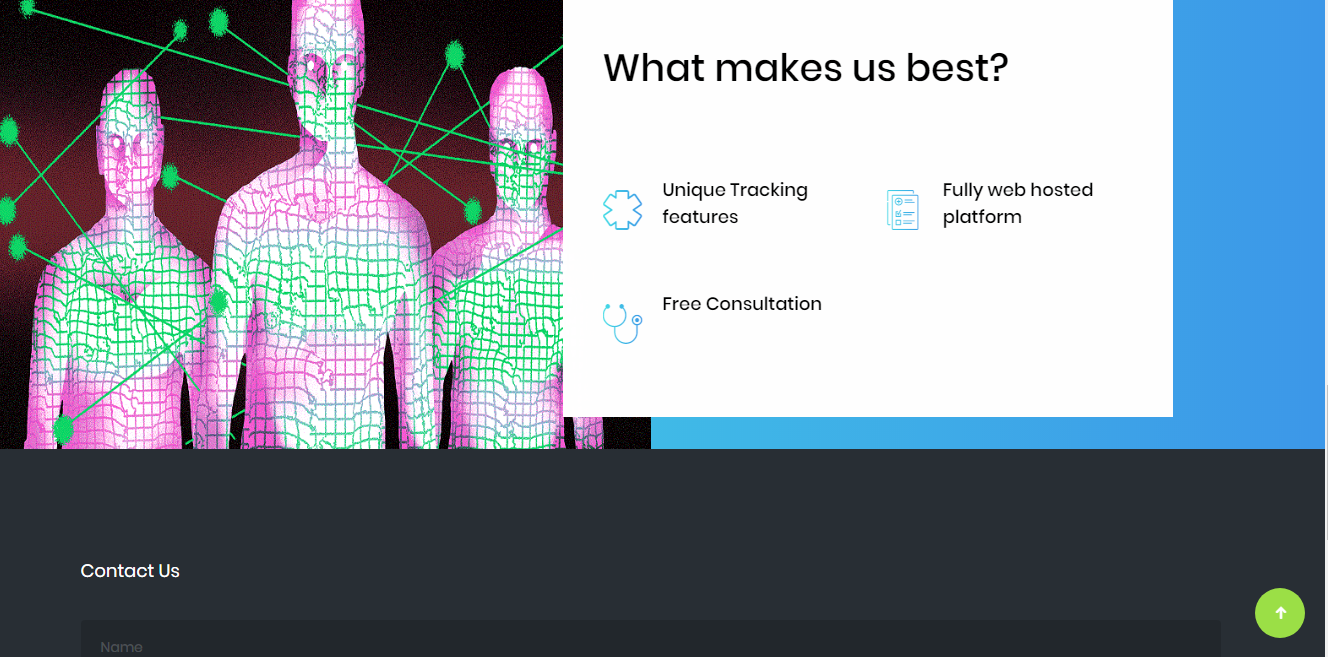 What makes us best?
Unique Tracking
features
Fully web hosted
platform
Free Consultation
Contact Us
Name